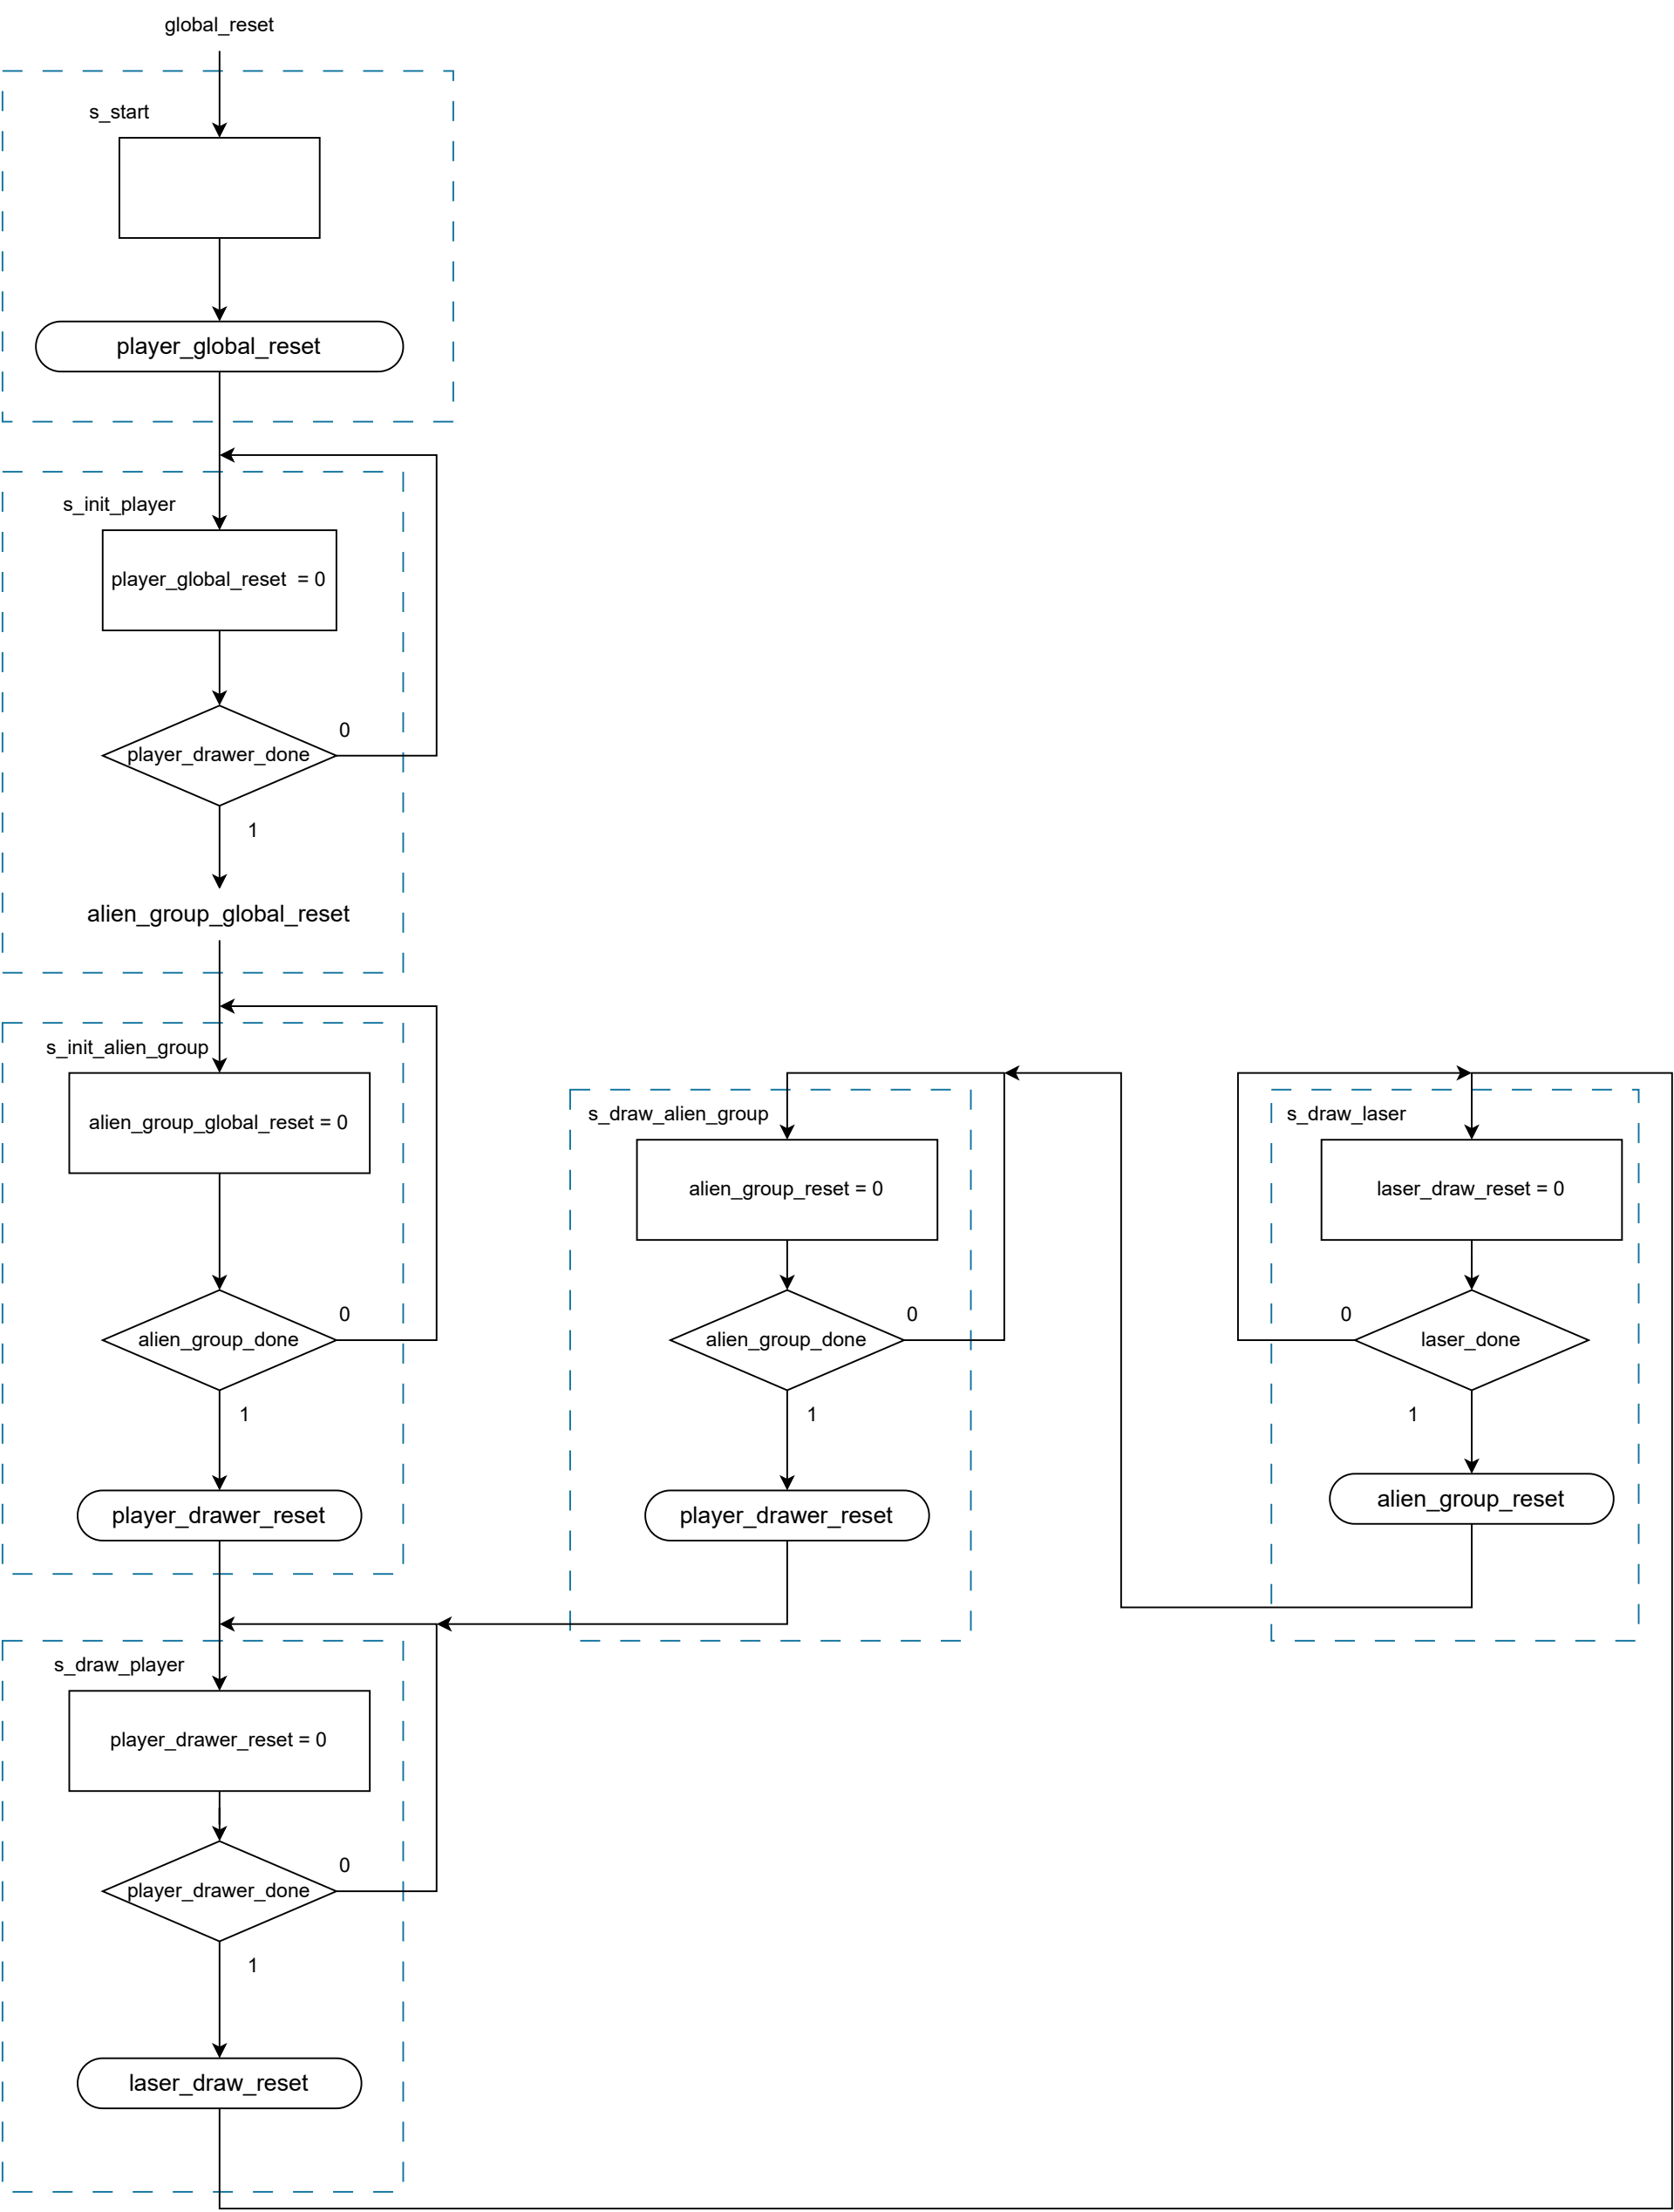 global_reset
s_start
player_global_reset
s_init_player
player_global_reset  = 0
player_drawer_done
0
1
alien_group_global_reset
s_init_alien_group
alien_group_global_reset = 0
alien_group_done
0
1
player_drawer_reset
s_draw_player
player_drawer_reset = 0
player_drawer_done
0
1
laser_draw_reset
s_draw_alien_group
alien_group_reset = 0
alien_group_done
0
1
player_drawer_reset
s_draw_laser
laser_draw_reset = 0
0
laser_done
1
alien_group_reset